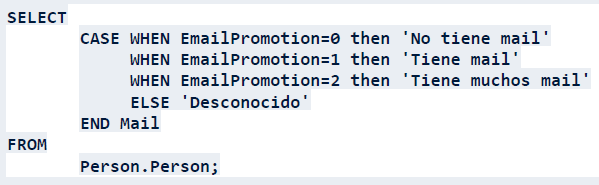 SELECT
CASE WHEN EmailPromotion=0 then 'No tiene mail'
WHEN EmailPromotion=1 then 'Tiene mail'
WHEN EmailPromotion=2 then 'Tiene muchos mail'
ELSE 'Desconocido'
END Mail
FROM
Person.Person;